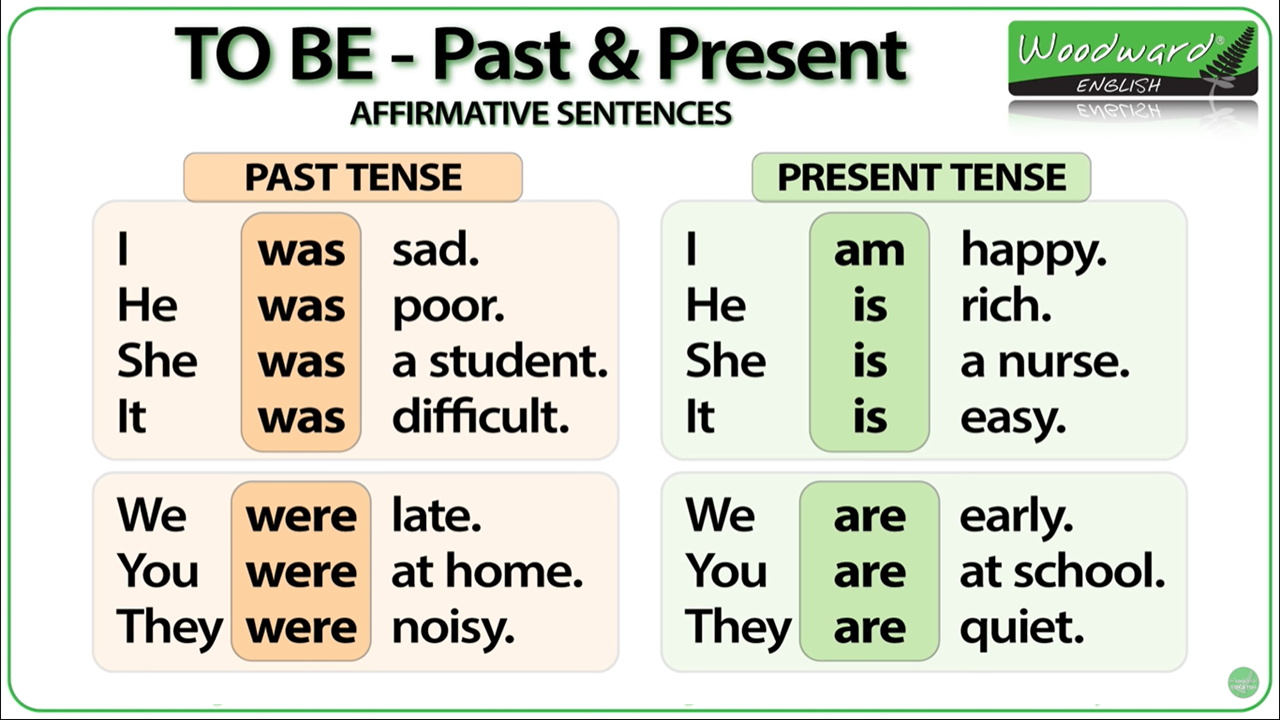 TO BE - Past & Present
AFFIRMATIVE SENTENCES
Woodward®
ENGLISH
PAST TENSE
I was sad.
He was poor.
She was a student.
It was difficult.
We were late.
You were at home.
They were noisy.
PRESENT TENSE
I am happy.
He is rich.
She is a nurse.
It is easy.
We are early.
You are at school.
They are quiet.